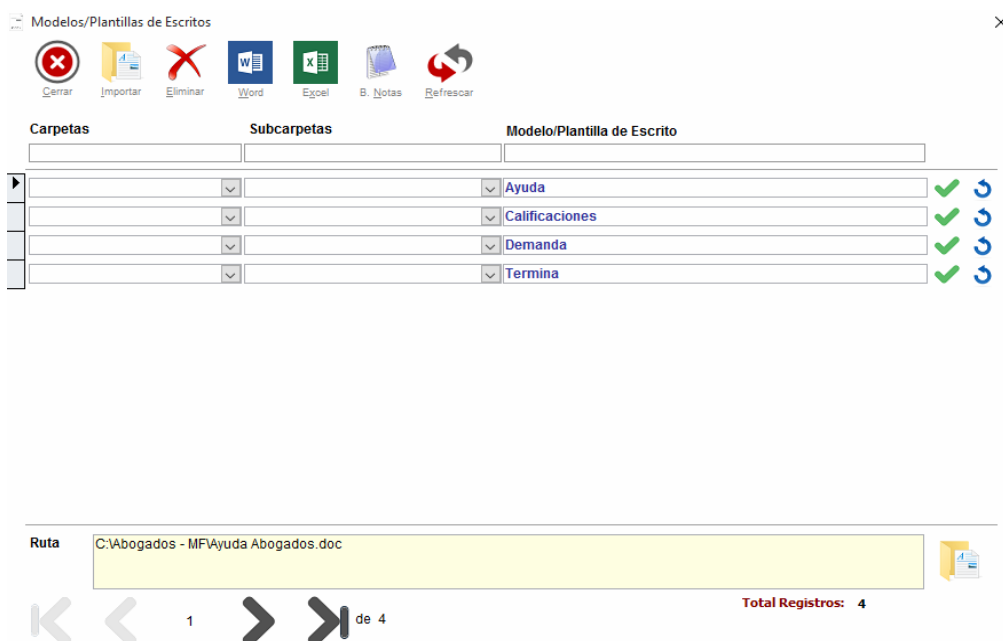 Modelos/Plantillas de Escritos
Cerrar Importar Eliminar Word Excel B. Notas Refrescar
Carpetas Subcarpetas Modelo/Plantilla de Escrito
Ayuda
Calificaciones
Demanda
Termina
Ruta C:\Abogados - MF\Ayuda Abogados.doc
Total Registros: 4
1 de 4